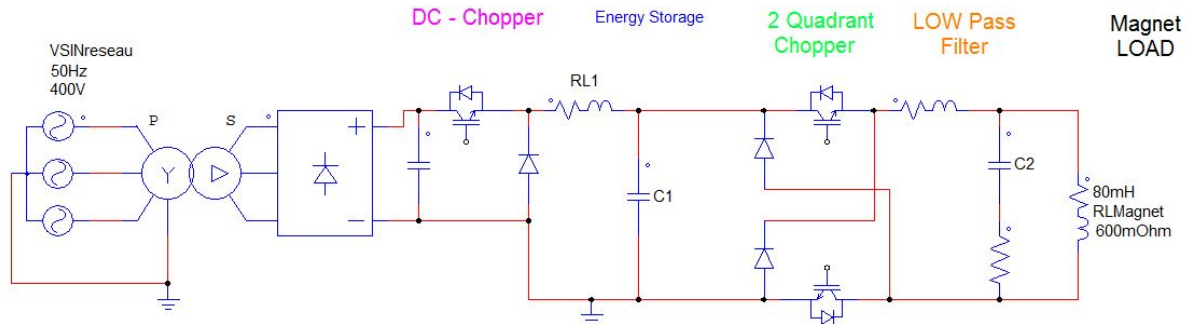 DC - Chopper
Energy Storage
2 Quadrant
Chopper
LOW Pass
Filter
Magnet
LOAD
VSINreseau
50Hz
400V
P
S
Y
+
−
RL1
C1
C2
80mH
RLMagnet
600mOhm